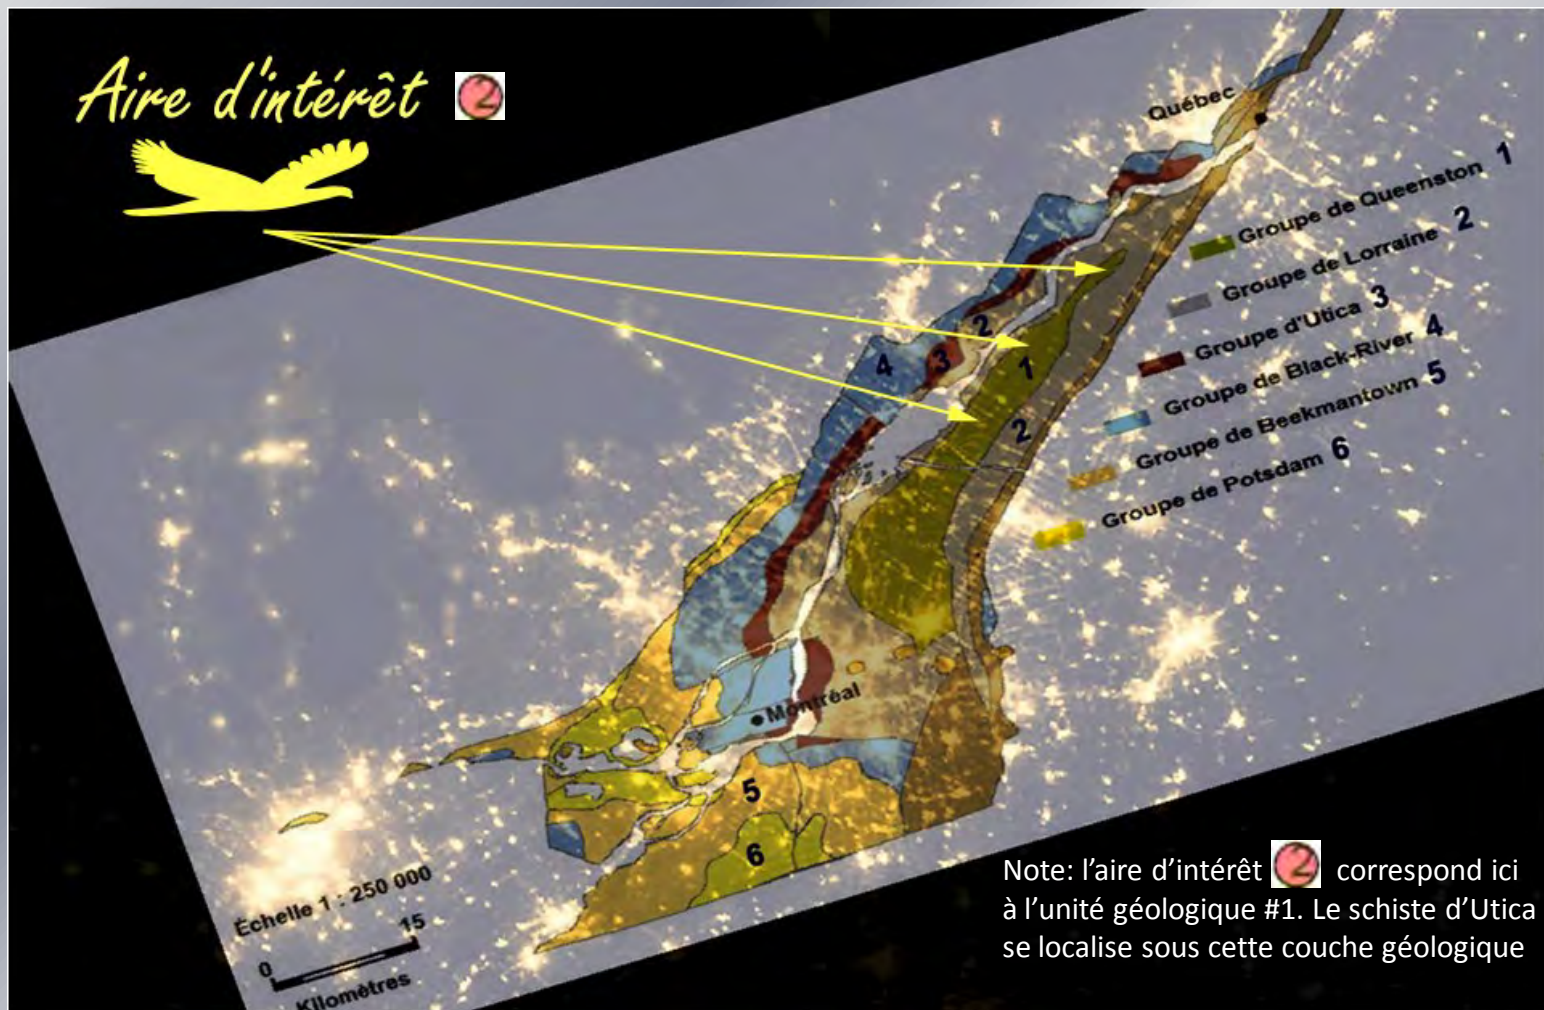 Aire d'intérêt 2
Québec
Groupe de Queenston 1
Groupe de Lorraine 2
Groupe d'Utica 3
Groupe de Black-River 4
Groupe de Beekmantown 5
Groupe de Potsdam 6
2
4
3
1
2
Montréal
5
6
Échelle 1 : 250 000
0 15
Kilomètres
Note: l'aire d'intérêt 2 correspond ici
à l'unité géologique #1. Le schiste d'Utica
se localise sous cette couche géologique